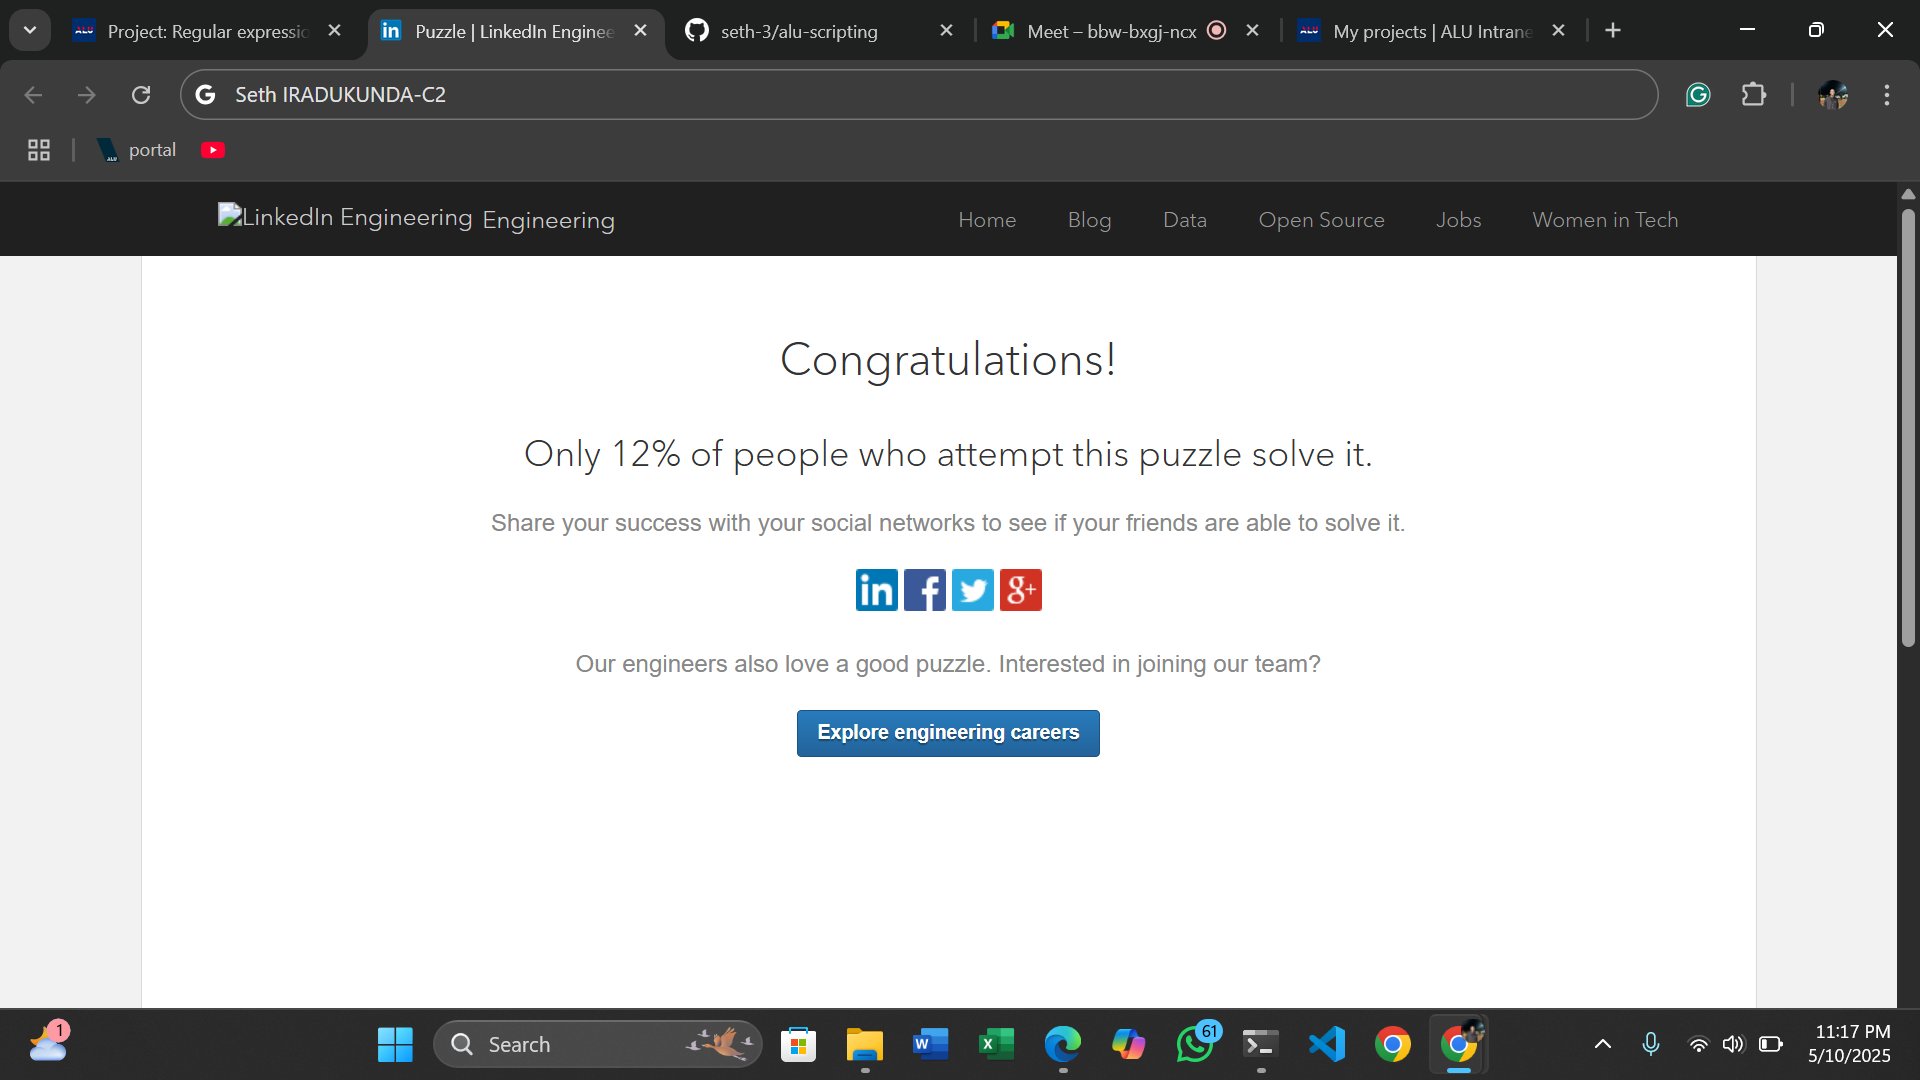 Project: Regular expressio
Puzzle | LinkedIn Enginee
seth-3/alu-scripting
Meet – bbw-bxgj-ncx
My projects | ALU Intrane
Seth IRADUKUNDA-C2
portal
LinkedIn Engineering Engineering
Home Blog Data Open Source Jobs Women in Tech
Congratulations!
Only 12% of people who attempt this puzzle solve it.
Share your success with your social networks to see if your friends are able to solve it.
Our engineers also love a good puzzle. Interested in joining our team?
Explore engineering careers
1
Search
61
11:17 PM
5/10/2025